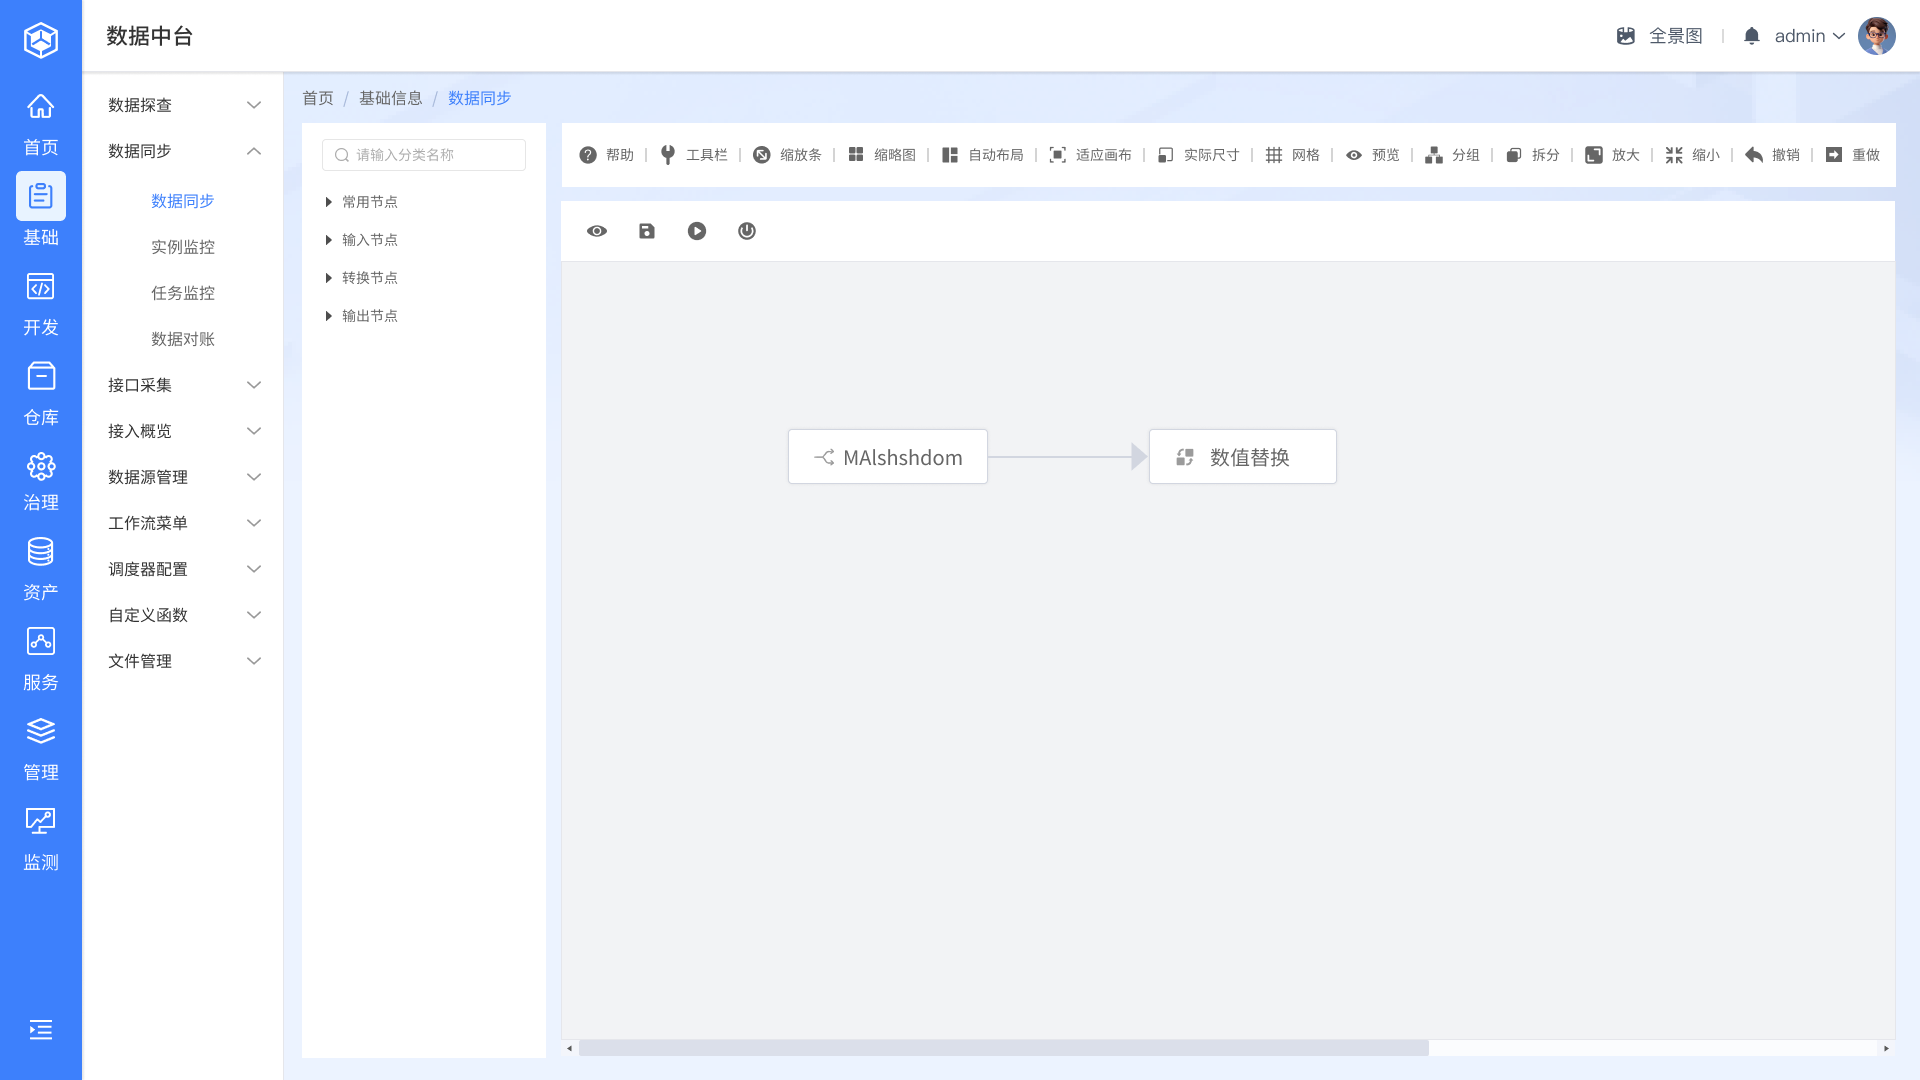 数据中台
全景图
admin
首页
基础
开发
仓库
治理
资产
服务
管理
监测
数据探查
数据同步
数据同步
实例监控
任务监控
数据对账
接口采集
接入概览
数据源管理
工作流菜单
调度器配置
自定义函数
文件管理
首页 / 基础信息 / 数据同步
请输入分类名称
常用节点
输入节点
转换节点
输出节点
帮助 | 工具栏 | 缩放条 | 缩略图 | 自动布局 | 适应画布 | 实际尺寸 | 网格 | 预览 | 分组 | 拆分 | 放大 | 缩小 | 撤销 | 重做
MAlshshdom
数值替换